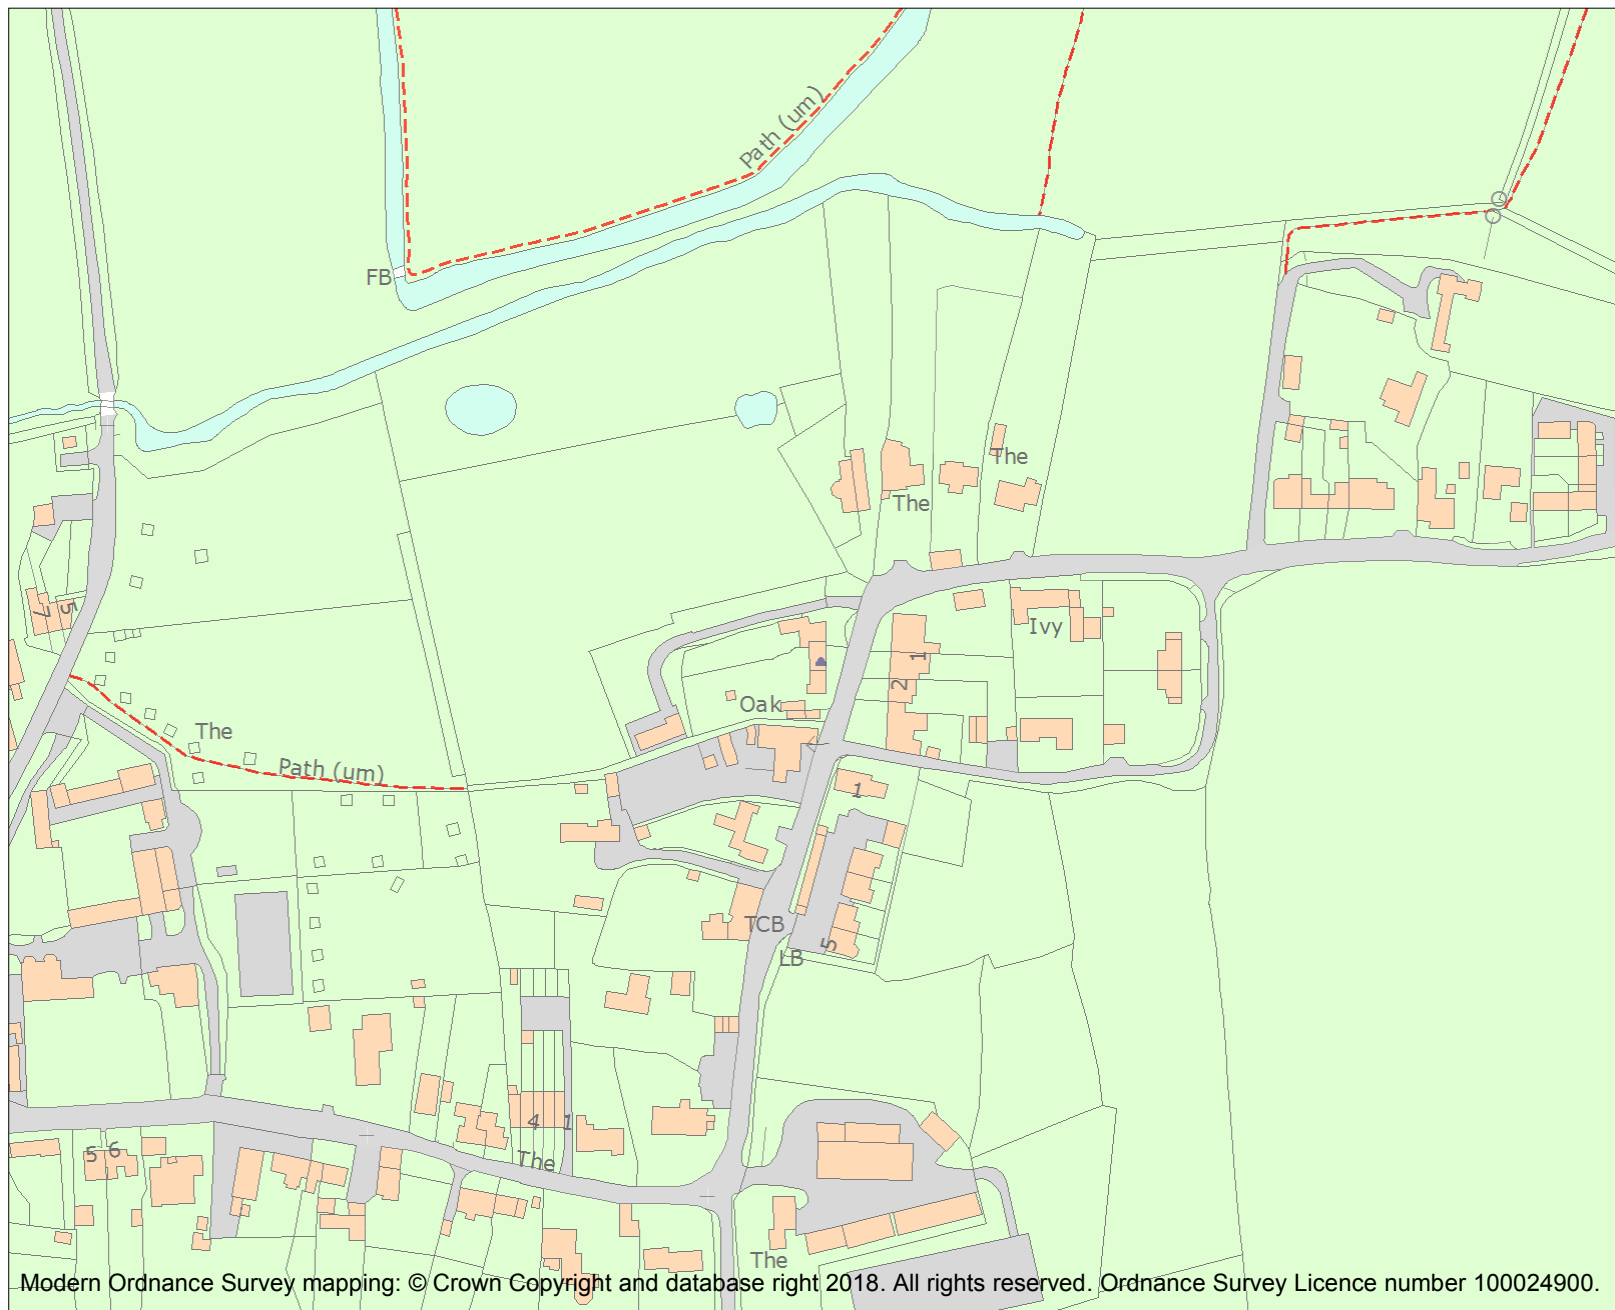 Path (um)
FB
The
The
7
5
Ivy
1
2
Oak
The
Path (um)
1
TCB
5
LB
4
1
5
6
The
The
Modern Ordnance Survey mapping: © Crown Copyright and database right 2018. All rights reserved. Ordnance Survey Licence number 100024900.